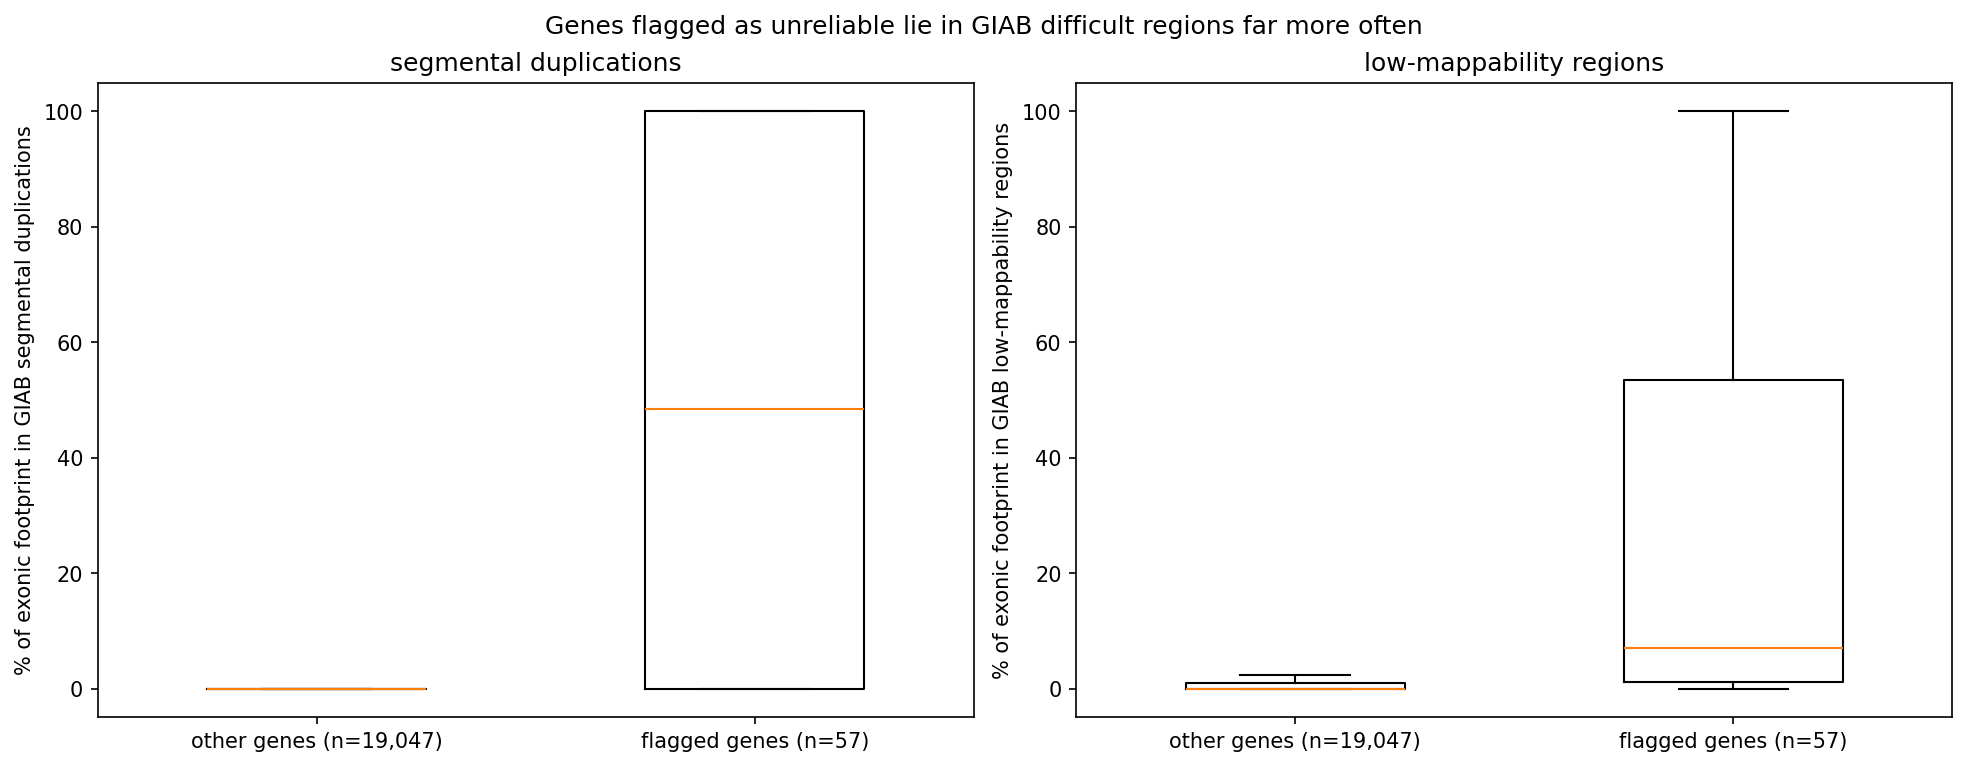 Genes flagged as unreliable lie in GIAB difficult regions far more often
segmental duplications
% of exonic footprint in GIAB segmental duplications
100
80
60
40
20
0
other genes (n=19,047)
flagged genes (n=57)
low-mappability regions
% of exonic footprint in GIAB low-mappability regions
100
80
60
40
20
0
other genes (n=19,047)
flagged genes (n=57)